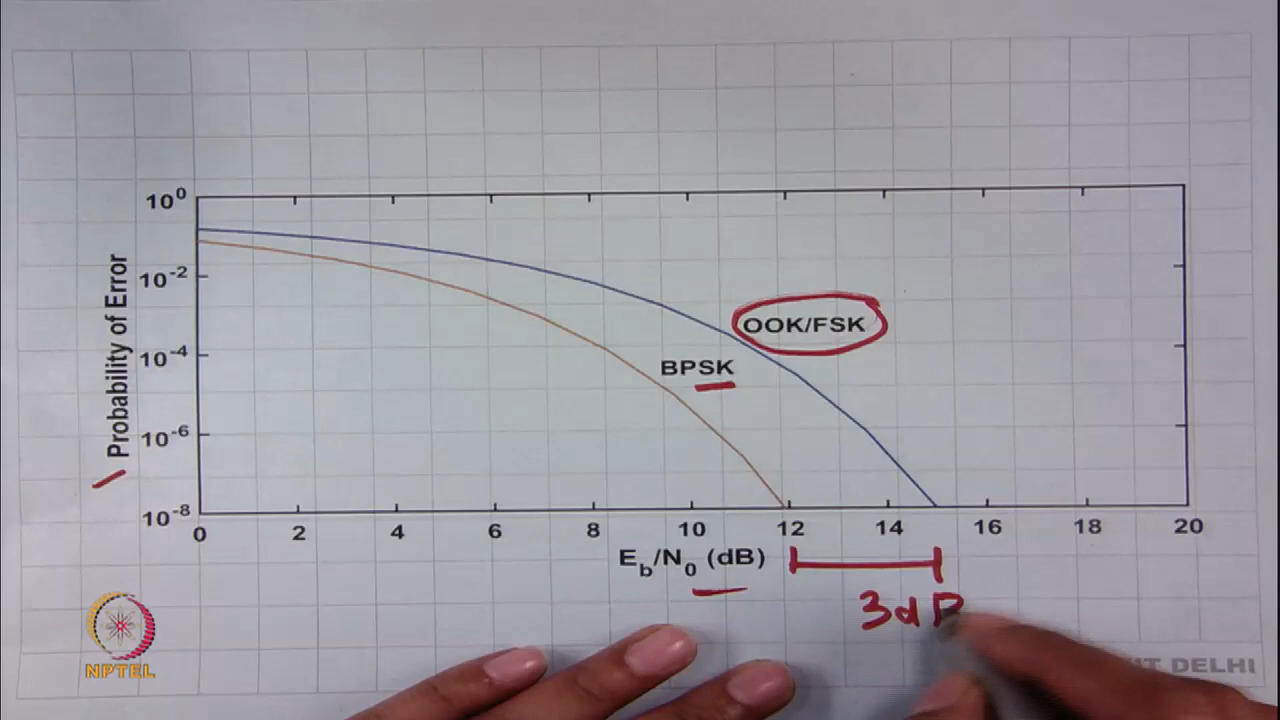 10⁰
10⁻²
10⁻⁴
10⁻⁶
10⁻⁸
Probability of Error
OOK/FSK
BPSK
0 2 4 6 8 10 12 14 16 18 20
E_b/N_0 (dB)
3d
NPTEL
IIT DELHI